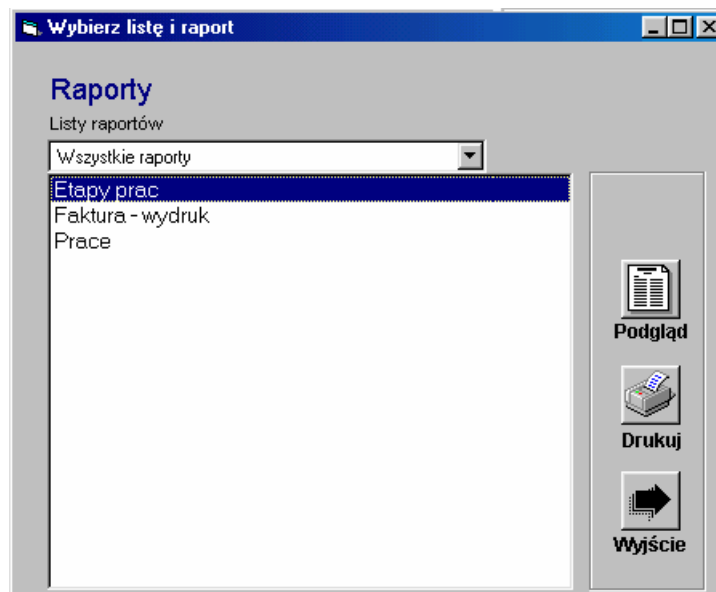 Wybierz listę i raport
Raporty
Listy raportów
Wszystkie raporty
Etapy prac
Faktura - wydruk
Prace
Podgląd
Drukuj
Wyjście